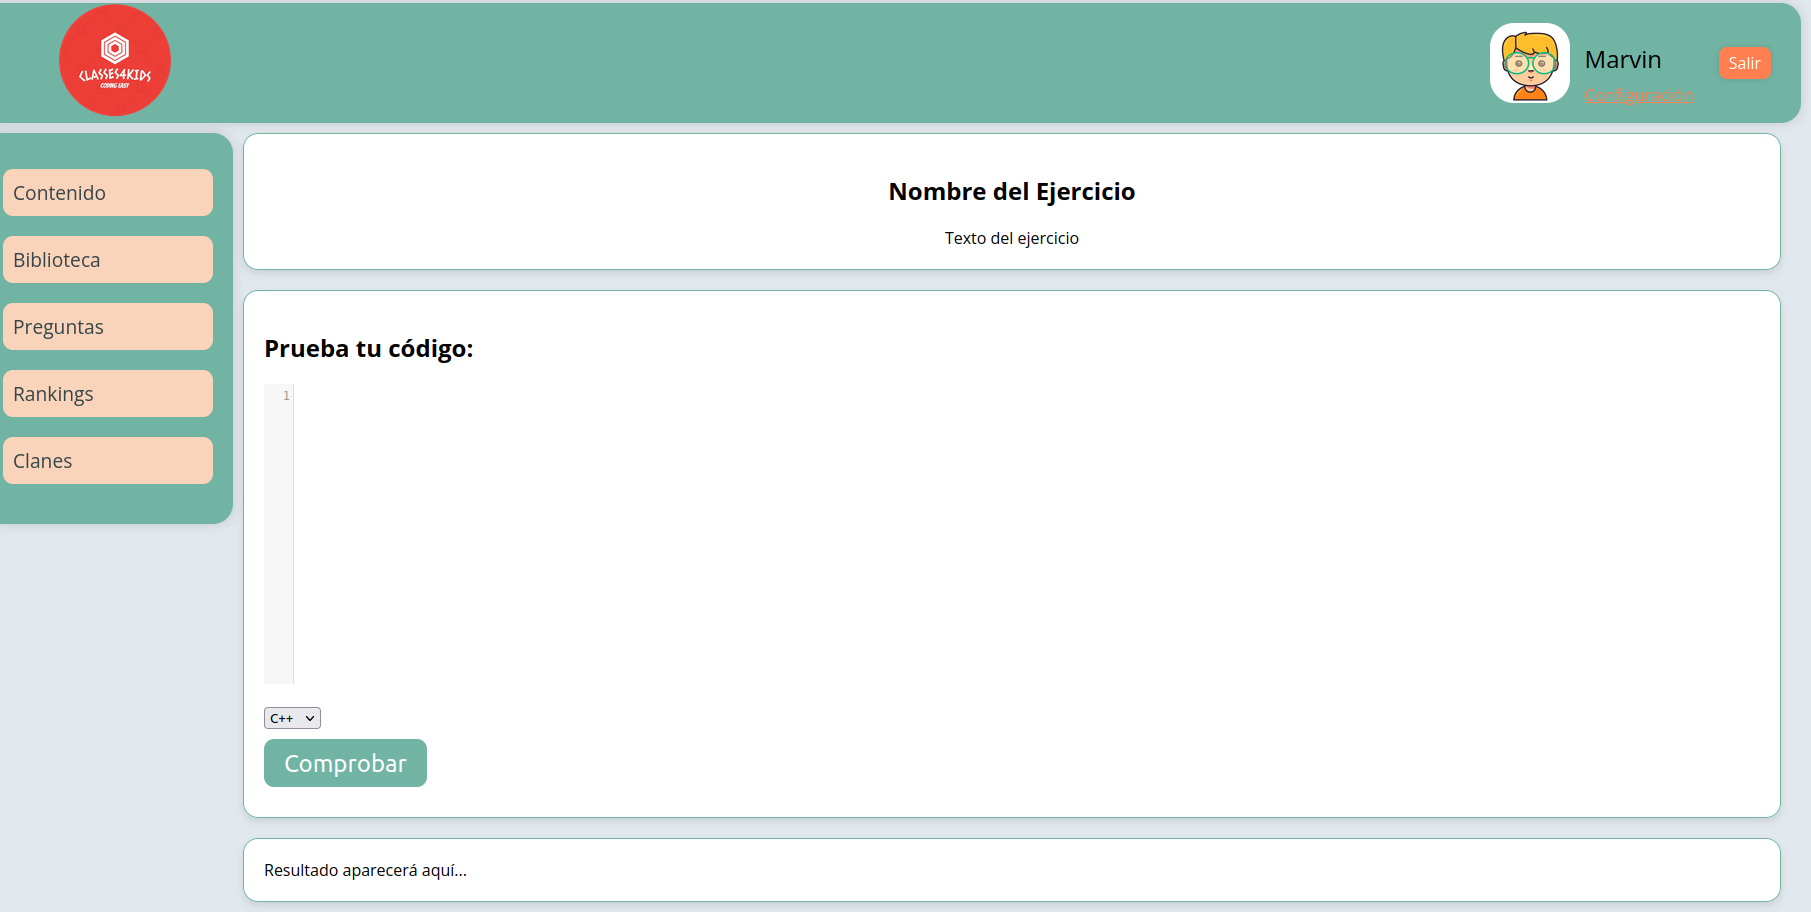 CLASSES4KIDS
CODING EASY
Marvin
Salir
Configuración
Contenido
Biblioteca
Preguntas
Rankings
Clanes
Nombre del Ejercicio
Texto del ejercicio
Prueba tu código:
1
C++
Comprobar
Resultado aparecerá aquí...